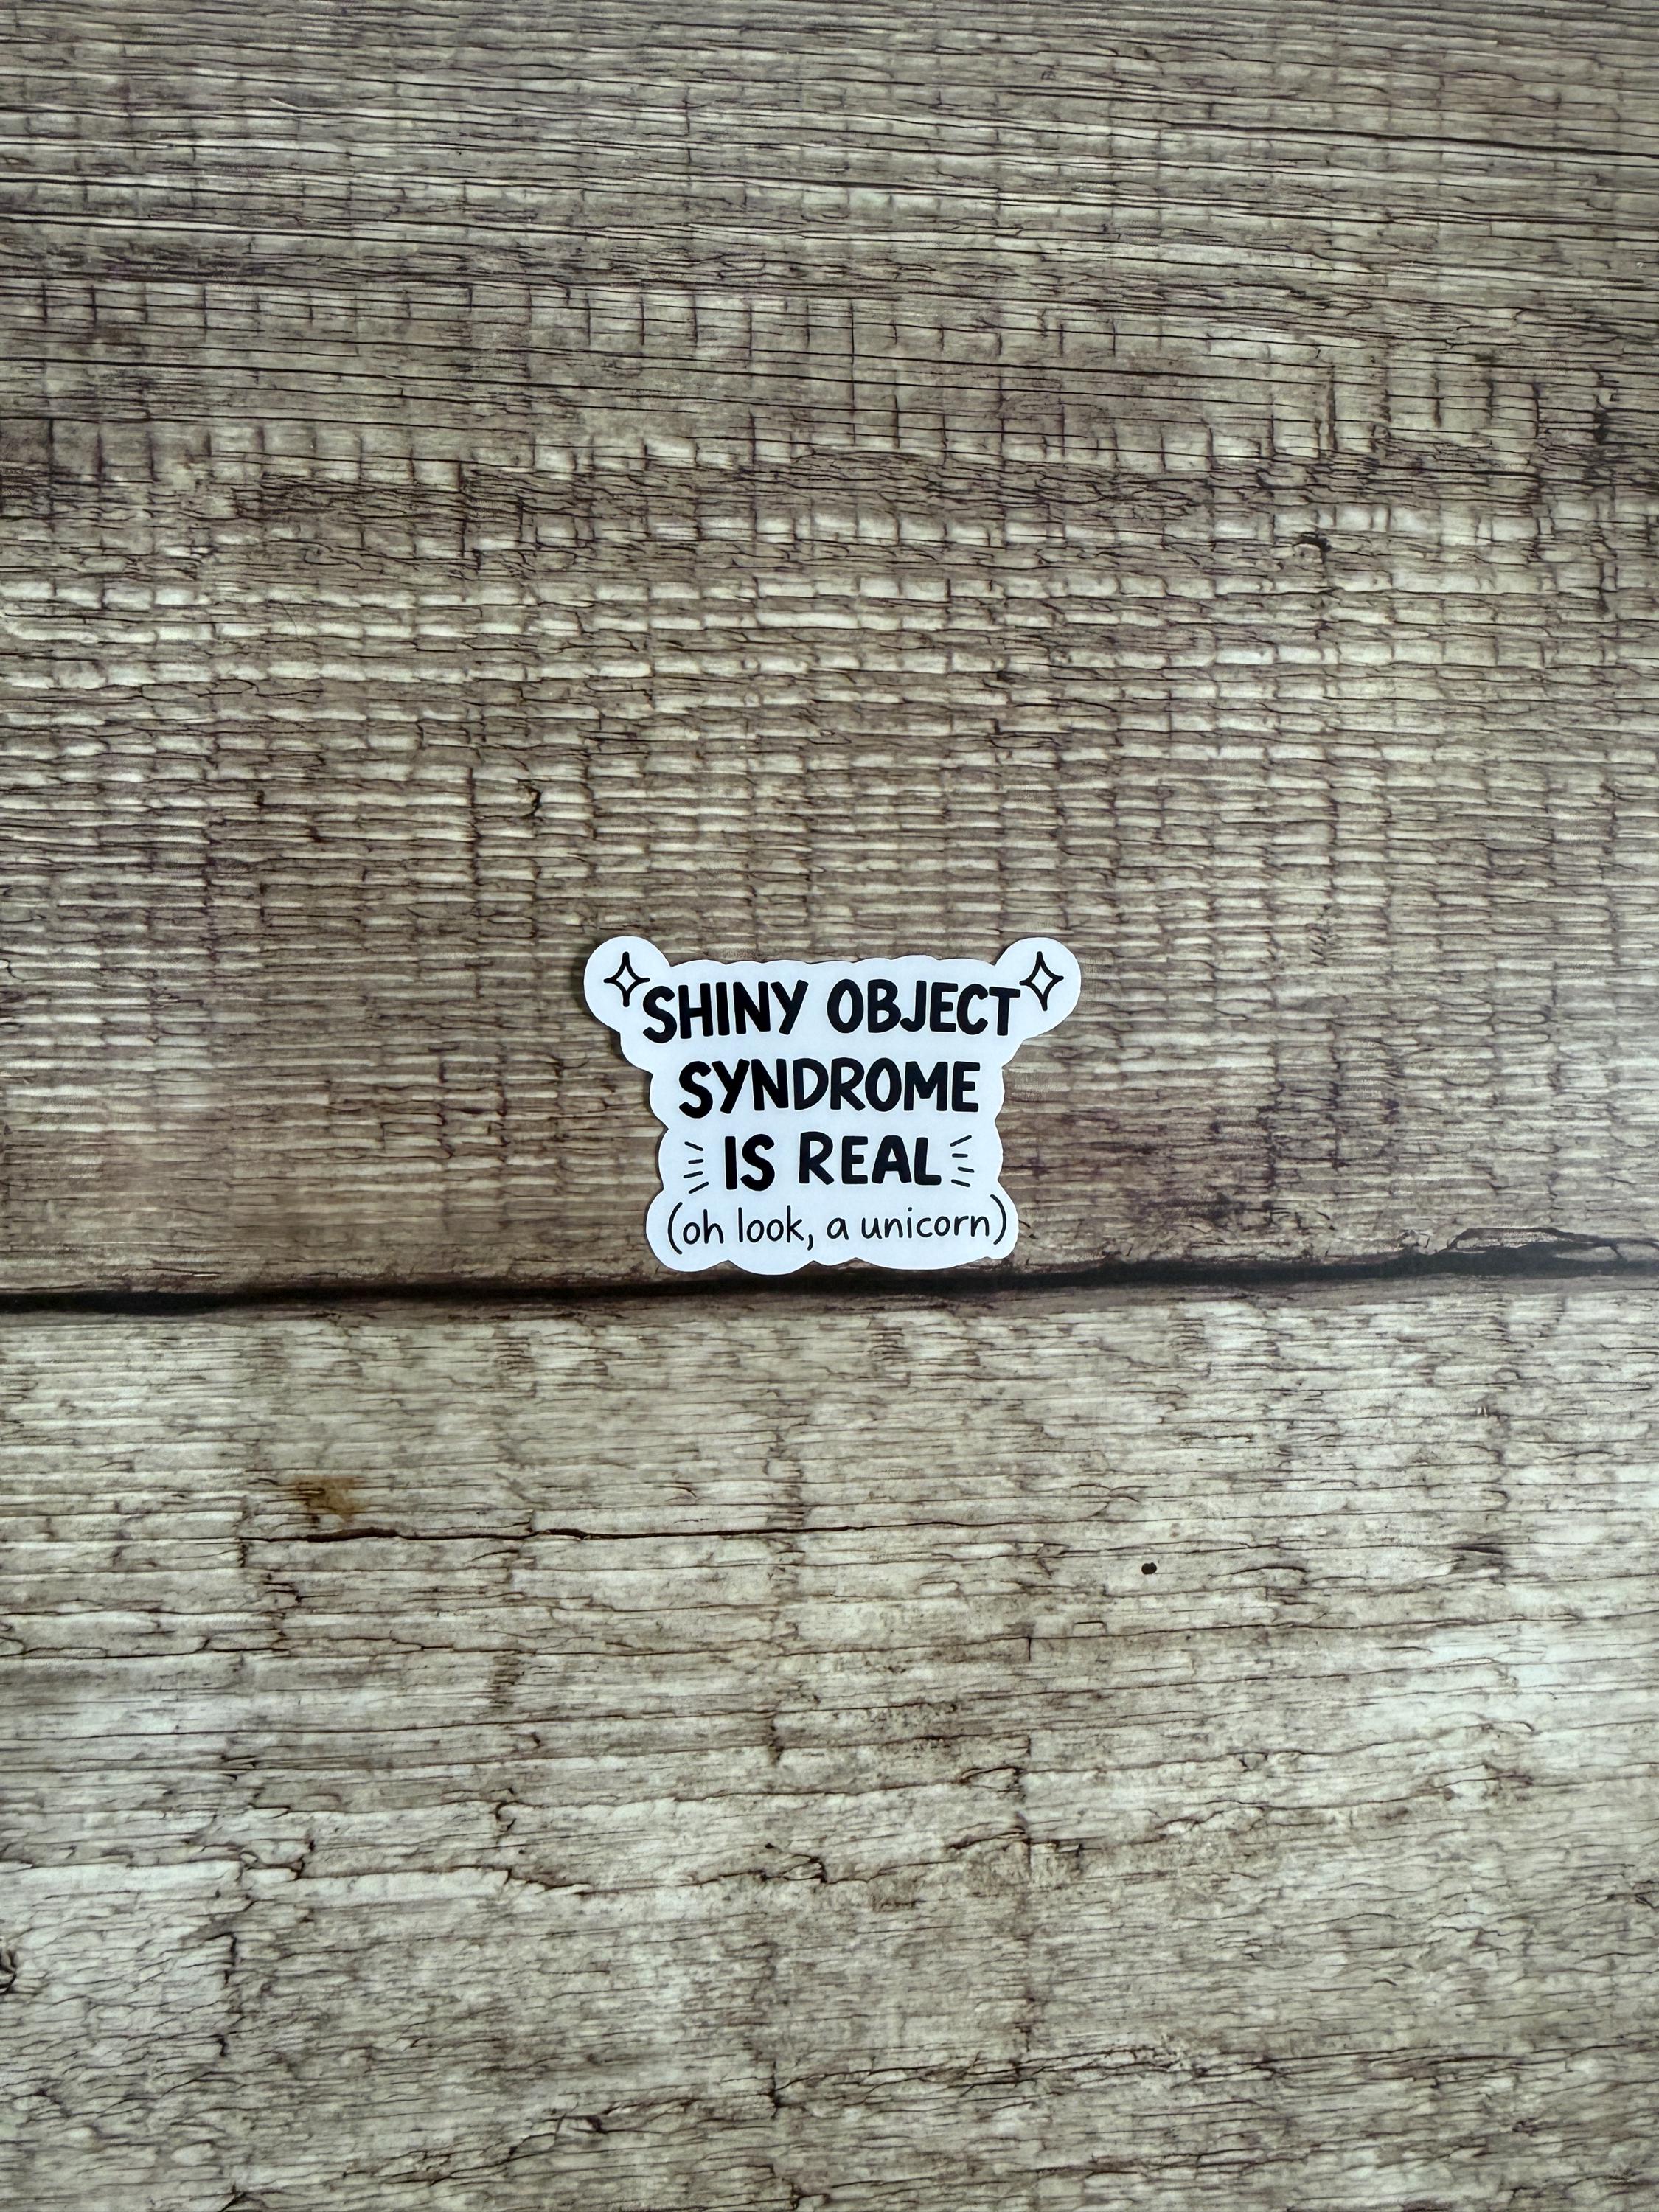 SHINY OBJECT
SYNDROME
IS REAL
(oh look, a unicorn)